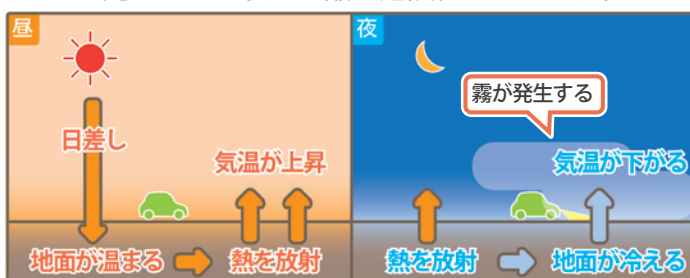 昼
日差し
気温が上昇
地面が温まる
熱を放射
夜
霧が発生する
気温が下がる
熱を放射
地面が冷える